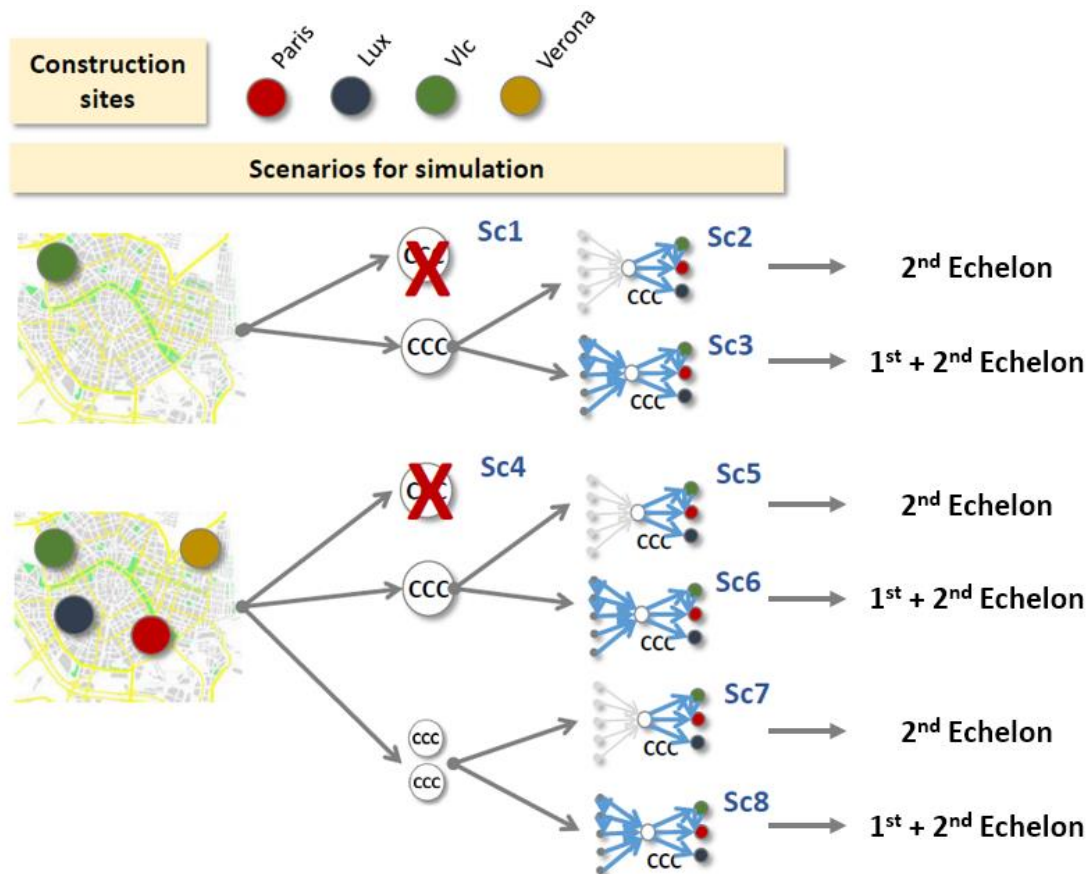 Construction
sites
Paris
Lux
Vlc
Verona
Scenarios for simulation
CCC
X
Sc1
CCC
CCC
Sc2
2nd Echelon
CCC
Sc3
1st + 2nd Echelon
CCC
X
Sc4
CCC
CCC
Sc5
2nd Echelon
CCC
Sc6
1st + 2nd Echelon
CCC
CCC
CCC
Sc7
2nd Echelon
CCC
Sc8
1st + 2nd Echelon